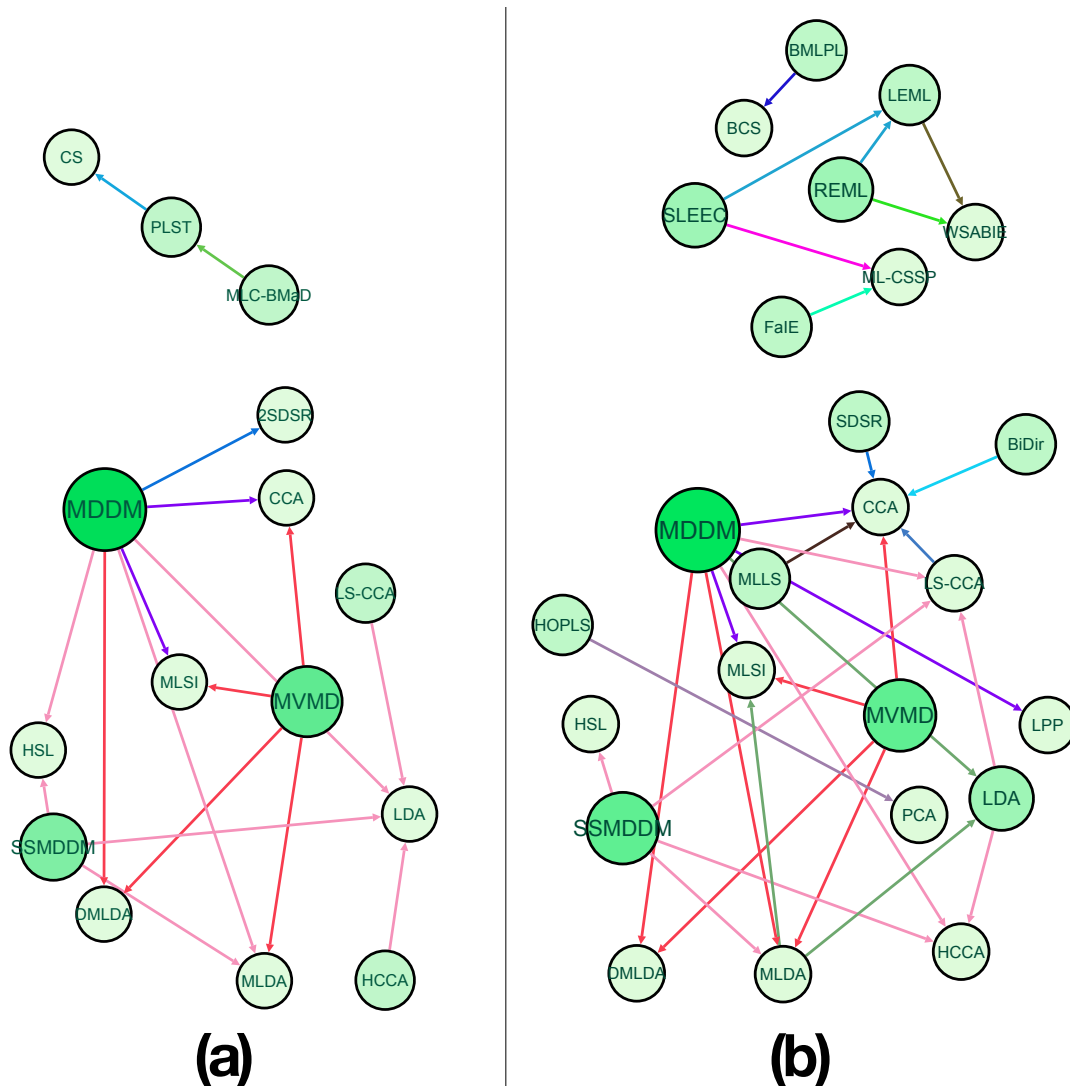 CS
PLST
MLC-BMaD
2SDSR
MDDM
CCA
LS-CCA
MLSI
MVMD
HSL
LDA
SSMDDM
DMLDA
MLDA
HCCA
(a)
BMLPL
LEML
BCS
REML
SLEEC
WSABIE
ML-CSSP
FaIE
SDSR
BiDir
CCA
MDDM
MLLS
LS-CCA
HOPLS
MLSI
MVMD
HSL
LPP
LDA
PCA
SSMDDM
HCCA
DMLDA
MLDA
(b)